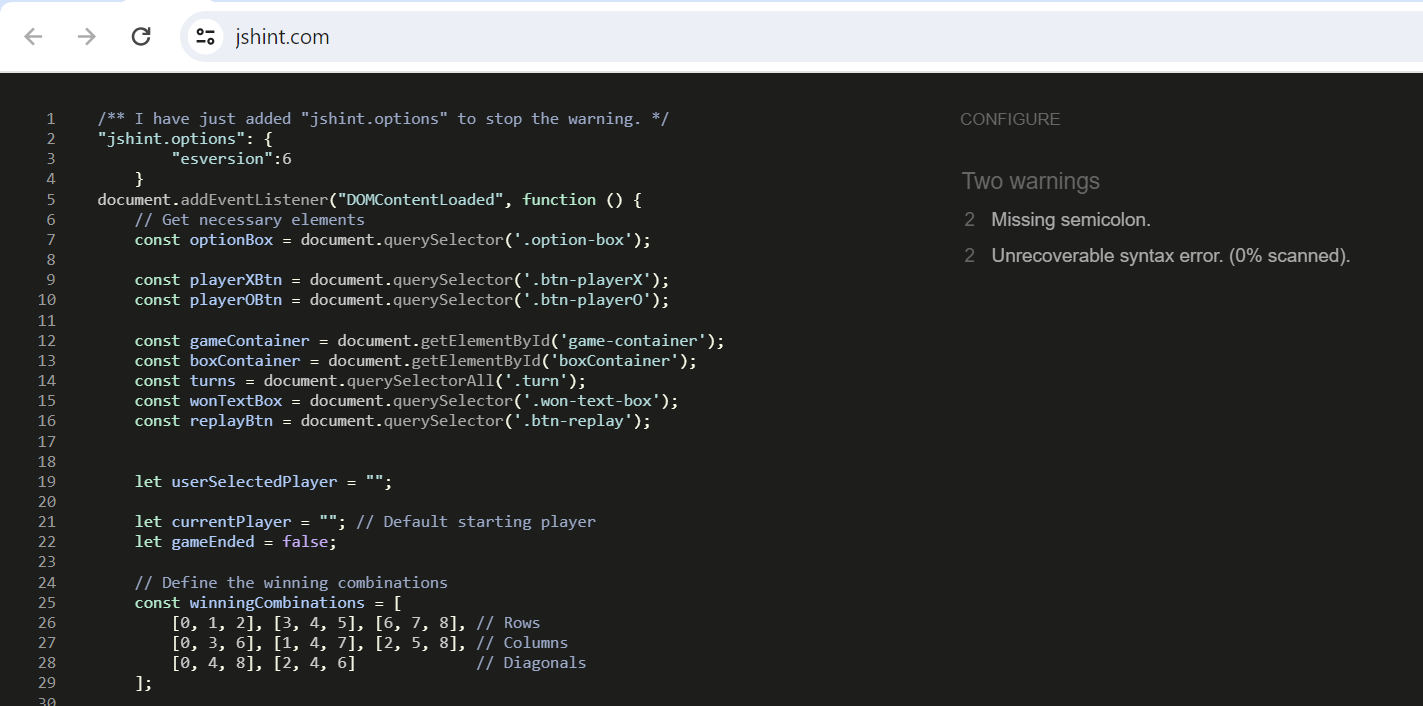 jshint.com
1 /** I have just added "jshint.options" to stop the warning. */
2 "jshint.options": {
3         "esversion":6
4     }
5 document.addEventListener("DOMContentLoaded", function () {
6     // Get necessary elements
7     const optionBox = document.querySelector('.option-box');
8
9     const playerXBtn = document.querySelector('.btn-playerX');
10     const playerOBtn = document.querySelector('.btn-playerO');
11
12     const gameContainer = document.getElementById('game-container');
13     const boxContainer = document.getElementById('boxContainer');
14     const turns = document.querySelectorAll('.turn');
15     const wonTextBox = document.querySelector('.won-text-box');
16     const replayBtn = document.querySelector('.btn-replay');
17
18
19     let userSelectedPlayer = "";
20
21     let currentPlayer = ""; // Default starting player
22     let gameEnded = false;
23
24     // Define the winning combinations
25     const winningCombinations = [
26         [0, 1, 2], [3, 4, 5], [6, 7, 8], // Rows
27         [0, 3, 6], [1, 4, 7], [2, 5, 8], // Columns
28         [0, 4, 8], [2, 4, 6]             // Diagonals
29     ];
30
CONFIGURE
Two warnings
2 Missing semicolon.
2 Unrecoverable syntax error. (0% scanned).